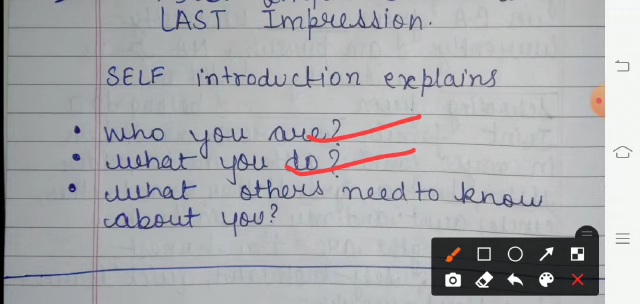 LAST Impression.
SELF introduction explains
• who you are?
• what you do?
• what others need to know
about you?